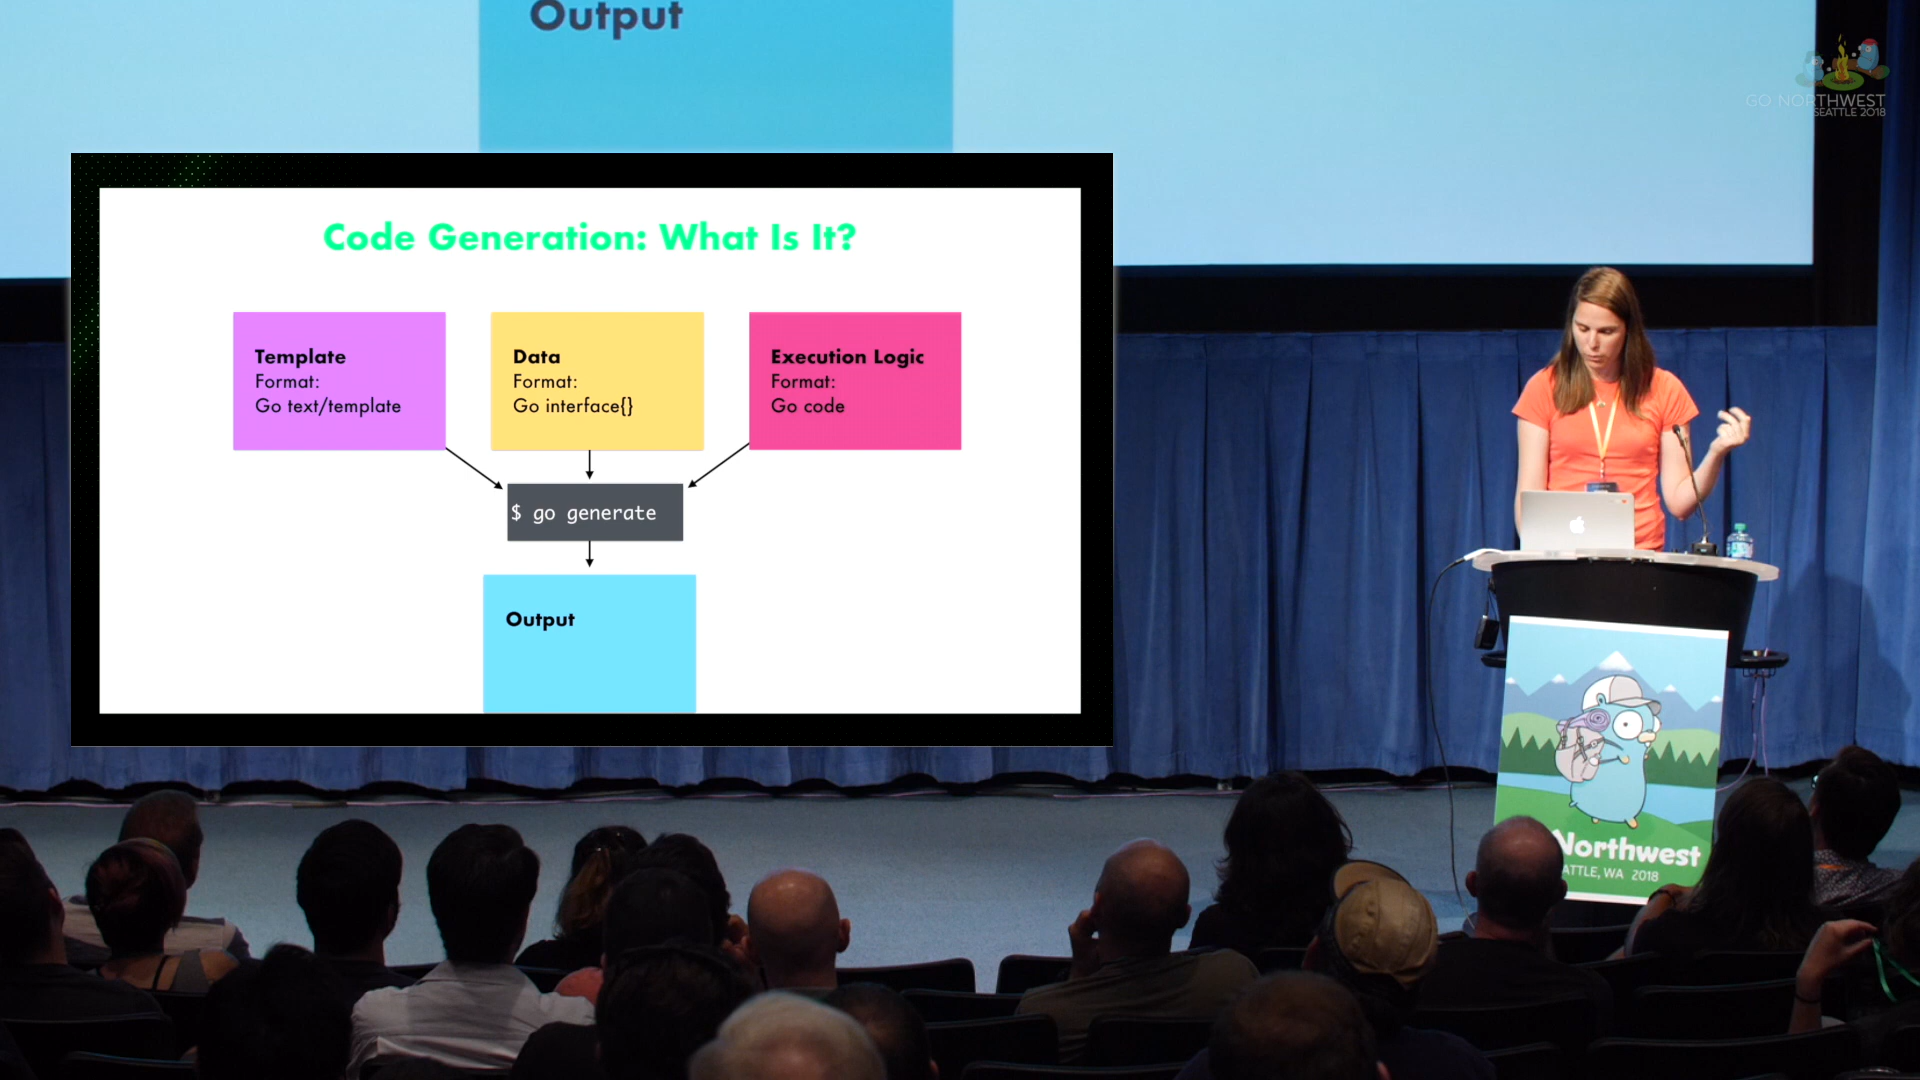 Output
GO NORTHWEST
SEATTLE 2018
Code Generation: What Is It?
Template
Format:
Go text/template
Data
Format:
Go interface{}
Execution Logic
Format:
Go code
$ go generate
Output
Northwest
ATTLE, WA 2018